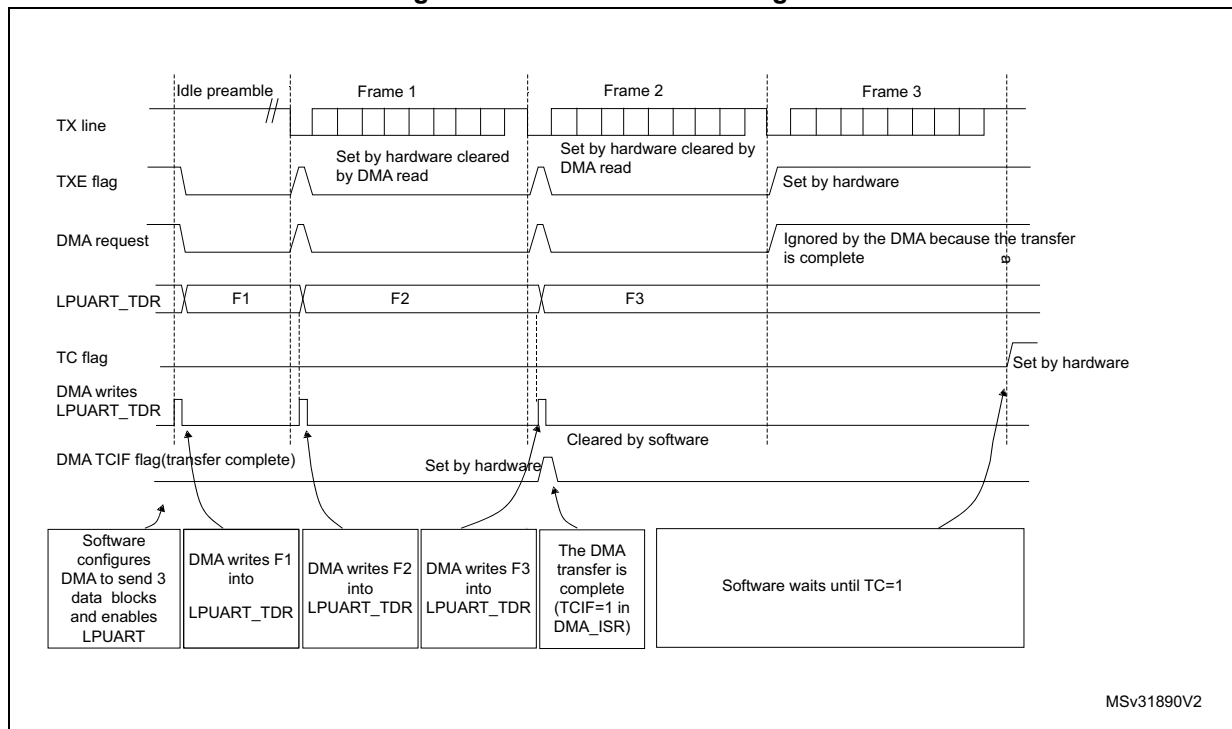 Idle preamble
Frame 1
Frame 2
Frame 3
TX line
Set by hardware cleared
by DMA read
Set by hardware cleared by
DMA read
TXE flag
Set by hardware
DMA request
Ignored by the DMA because the transfer
is complete
a
LPUART_TDR
F1
F2
F3
TC flag
Set by hardware
DMA writes
LPUART_TDR
Cleared by software
DMA TCIF flag(transfer complete)
Set by hardware
Software
configures
DMA to send 3
data blocks
and enables
LPUART
DMA writes F1
into
LPUART_TDR
DMA writes F2
into
LPUART_TDR
DMA writes F3
into
LPUART_TDR
The DMA
transfer is
complete
(TCIF=1 in
DMA_ISR)
Software waits until TC=1
MSv31890V2